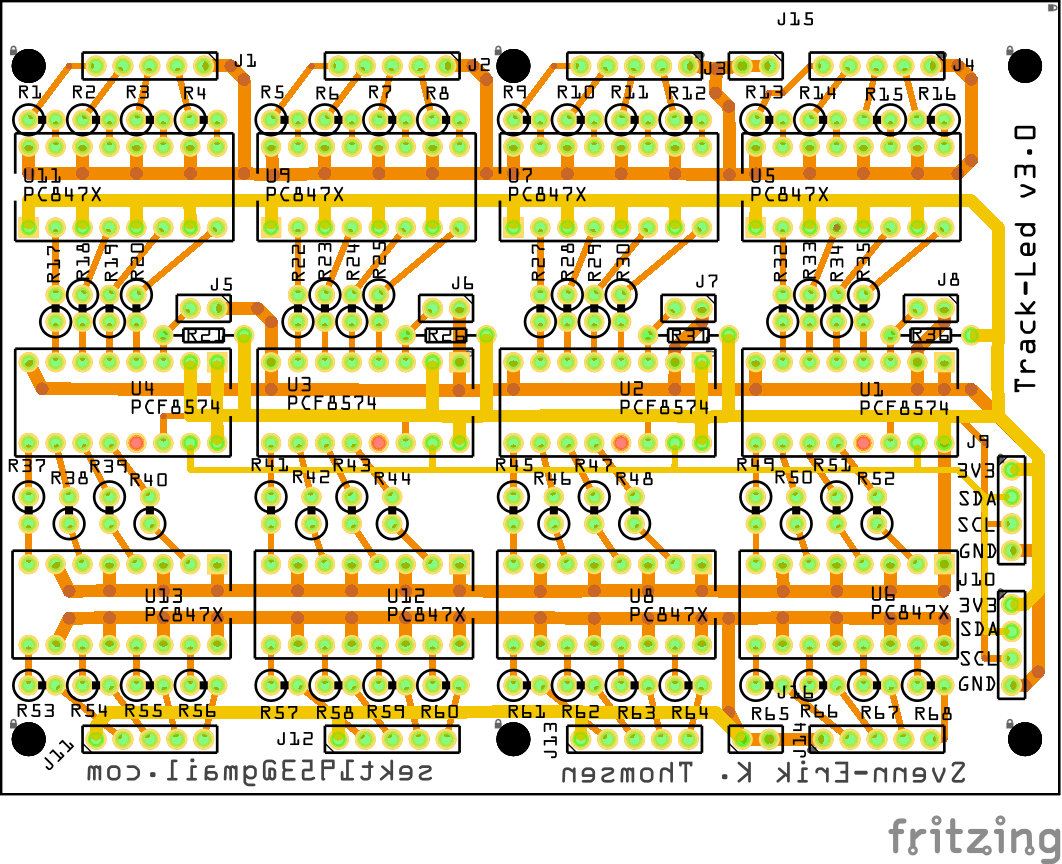 J15
J1 J2 J3 J4
R1 R2 R3 R4 R5 R6 R7 R8 R9 R10 R11 R12 R13 R14 R15 R16
U11 U9 U7 U5
PC847X PC847X PC847X PC847X
Track-Led v3.0
R17 R18 R19 R20 R22 R23 R24 R25 R27 R28 R29 R30 R32 R33 R34 R35
J5 J6 J7 J8
R21 R26 R31 R36
U4 U3 U2 U1
PCF8574 PCF8574 PCF8574 PCF8574
J9
R37 R39 R41 R43 R45 R47 R49 R51
R38 R40 R42 R44 R46 R48 R50 R52
3V3
SDA
SCL
GND
J10
U13 U12 U8 U6
PC847X PC847X PC847X PC847X
3V3
SDA
SCL
GND
R53 R54 R55 R56 R57 R58 R59 R60 R61 R62 R63 R64 R65 R66 R67 R68
J16
J11 J12 J13 J14
Svenn-Erik K. Thomsen
sekt1953@gmail.com
fritzing